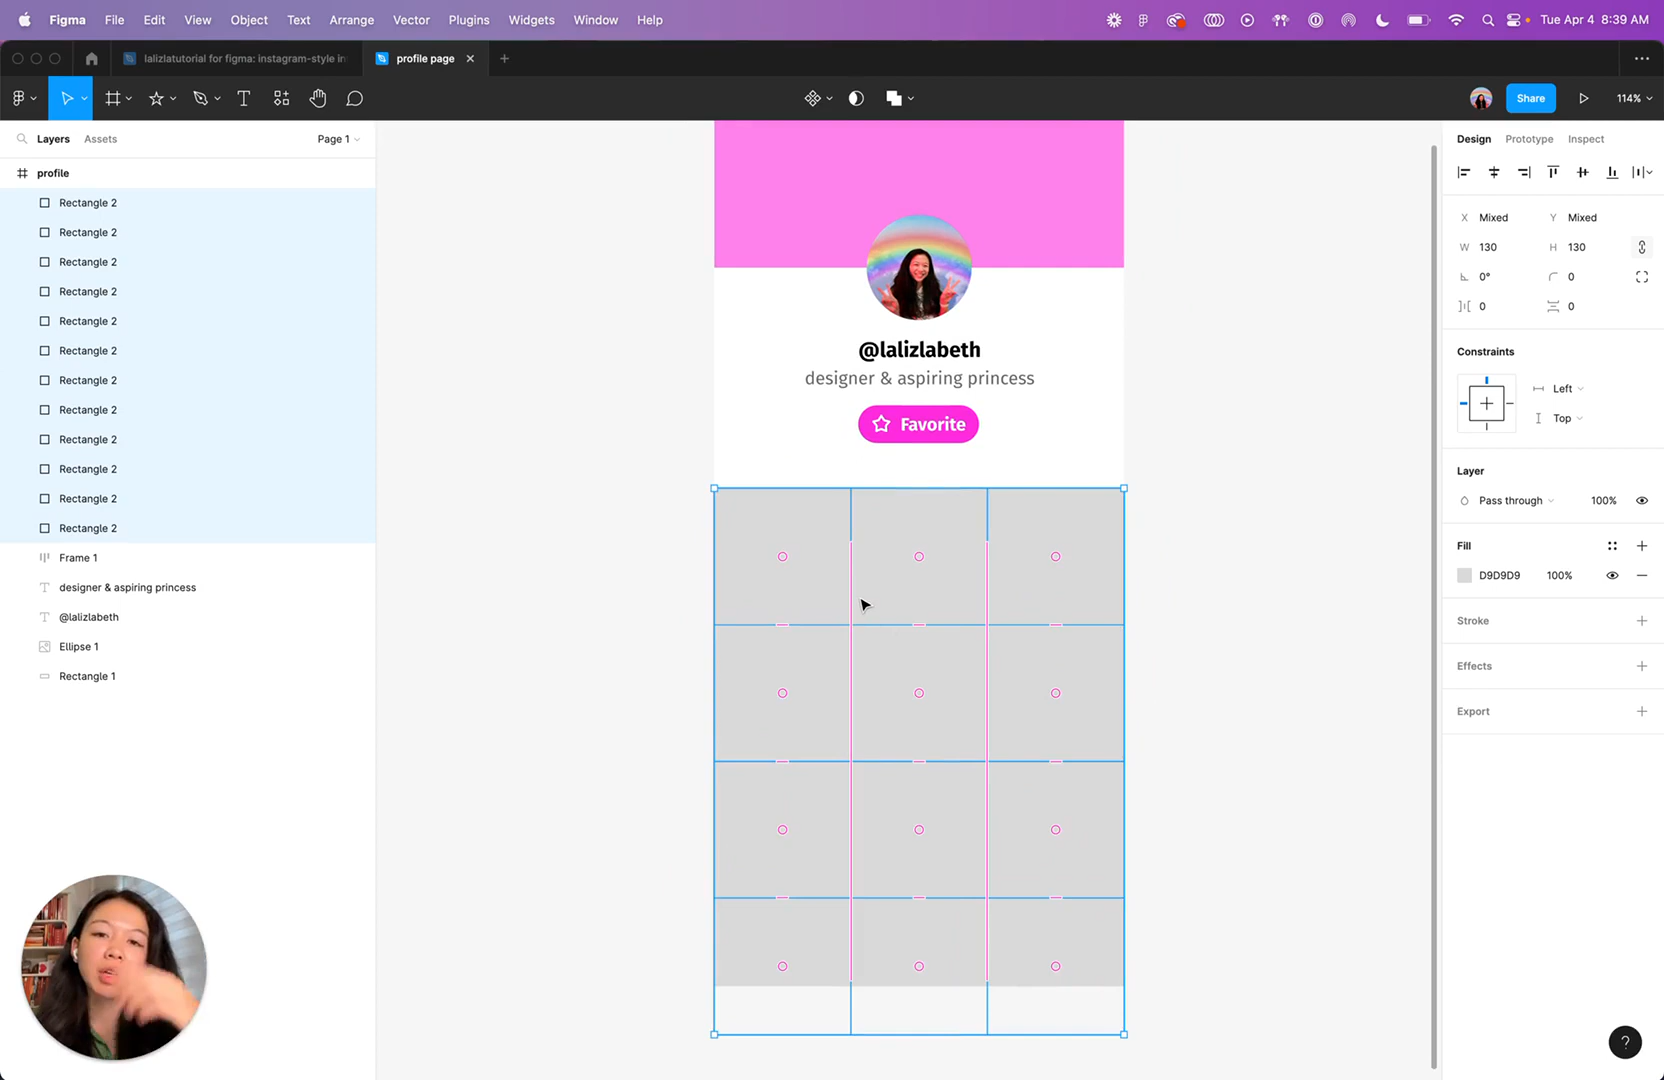 Figma File Edit View Object Text Arrange Vector Plugins Widgets Window Help Tue Apr 4 8:39 AM
lalizlatutorial for figma: instagram-style in profile page
Share 114%
Layers Assets Page 1
Design Prototype Inspect
profile
Rectangle 2
Rectangle 2
Rectangle 2
Rectangle 2
Rectangle 2
Rectangle 2
Rectangle 2
Rectangle 2
Rectangle 2
Rectangle 2
Rectangle 2
Rectangle 2
Frame 1
designer & aspiring princess
@lalizlabeth
Ellipse 1
Rectangle 1
@lalizlabeth
designer & aspiring princess
Favorite
X Mixed Y Mixed
W 130 H 130
0° 0
0 0
Constraints
Left
Top
Layer
Pass through 100%
Fill
D9D9D9 100%
Stroke
Effects
Export
?